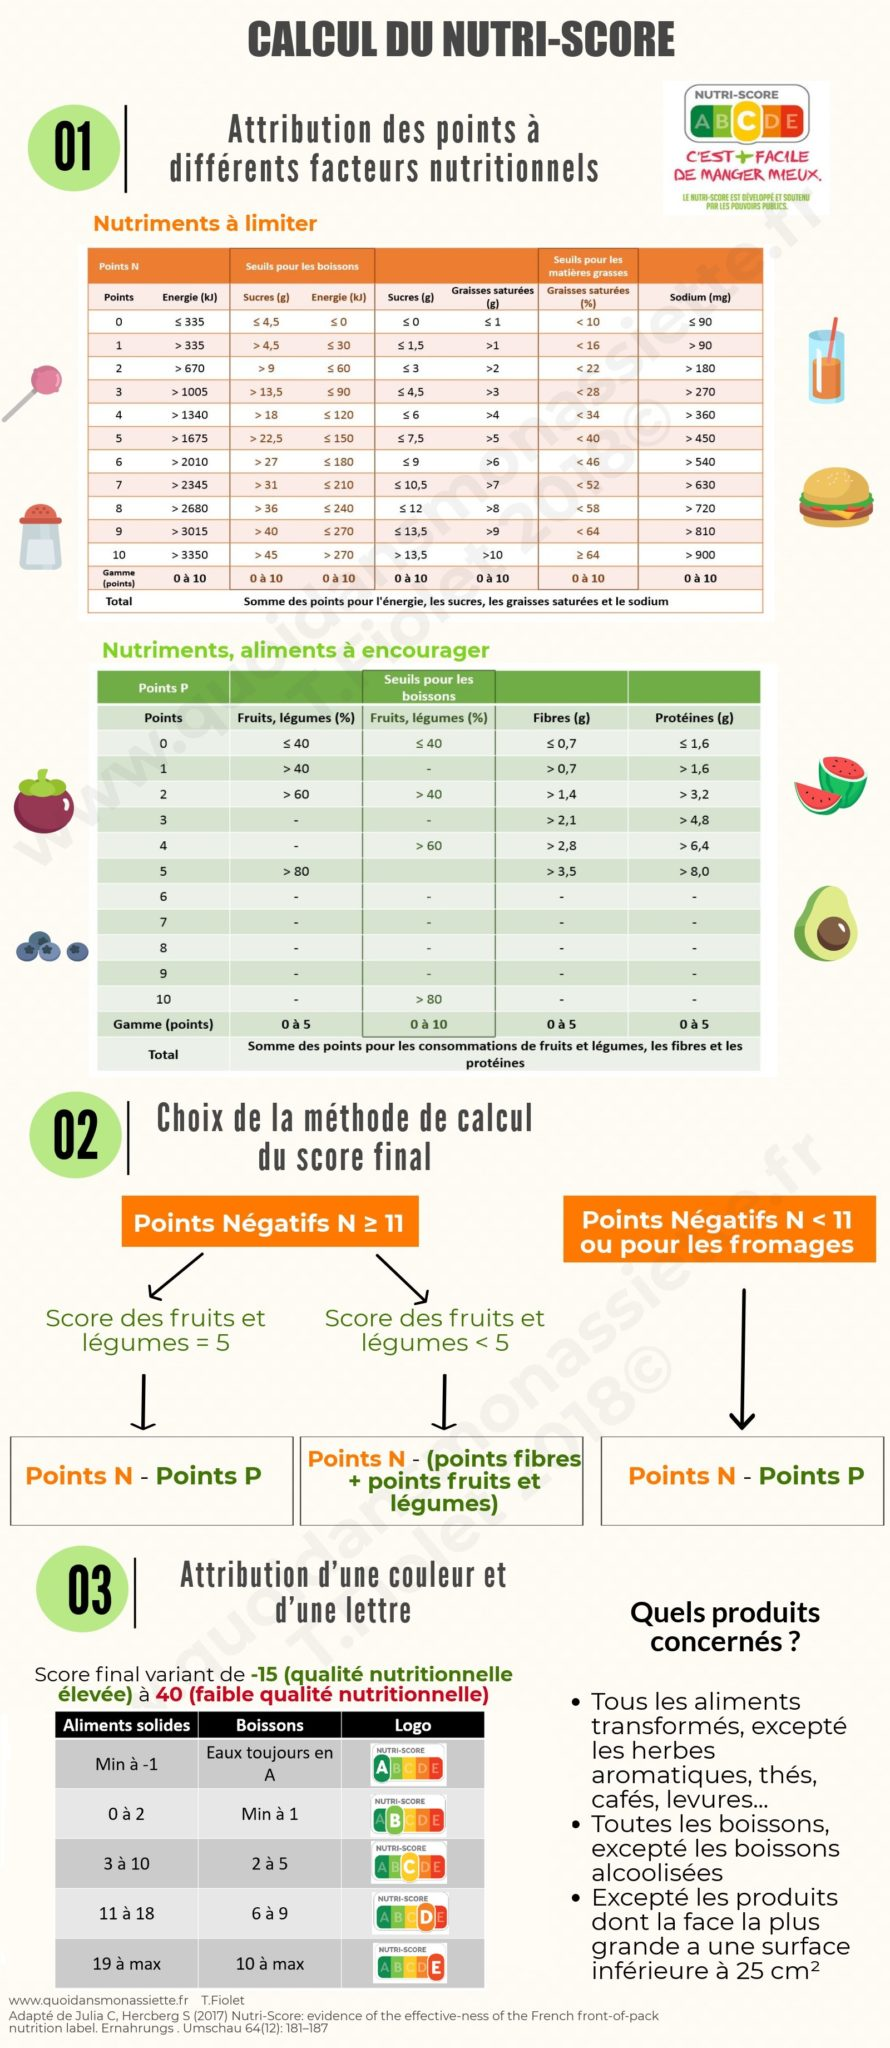 CALCUL DU NUTRI-SCORE
01
Attribution des points à
différents facteurs nutritionnels
NUTRI-SCORE
A B C D E
C'EST + FACILE
DE MANGER MIEUX.
LE NUTRI-SCORE EST DÉVELOPPÉ ET SOUTENU
PAR LES POUVOIRS PUBLICS.
Nutriments à limiter
Points N Seuils pour les boissons Seuils pour les matières grasses
Points Energie (kJ) Sucres (g) Energie (kJ) Sucres (g) Graisses saturées (g) Graisses saturées (%) Sodium (mg)
0 ≤ 335 ≤ 4,5 ≤ 0 ≤ 0 ≤ 1 < 10 ≤ 90
1 > 335 > 4,5 ≤ 30 ≤ 1,5 >1 < 16 > 90
2 > 670 > 9 ≤ 60 ≤ 3 >2 < 22 > 180
3 > 1005 > 13,5 ≤ 90 ≤ 4,5 >3 < 28 > 270
4 > 1340 > 18 ≤ 120 ≤ 6 >4 < 34 > 360
5 > 1675 > 22,5 ≤ 150 ≤ 7,5 >5 < 40 > 450
6 > 2010 > 27 ≤ 180 ≤ 9 >6 < 46 > 540
7 > 2345 > 31 ≤ 210 ≤ 10,5 >7 < 52 > 630
8 > 2680 > 36 ≤ 240 ≤ 12 >8 < 58 > 720
9 > 3015 > 40 ≤ 270 ≤ 13,5 >9 < 64 > 810
10 > 3350 > 45 > 270 > 13,5 >10 ≥ 64 > 900
Gamme (points) 0 à 10 0 à 10 0 à 10 0 à 10 0 à 10 0 à 10 0 à 10
Total Somme des points pour l'énergie, les sucres, les graisses saturées et le sodium
Nutriments, aliments à encourager
Points P Seuils pour les boissons
Points Fruits, légumes (%) Fruits, légumes (%) Fibres (g) Protéines (g)
0 ≤ 40 ≤ 40 ≤ 0,7 ≤ 1,6
1 > 40 - > 0,7 > 1,6
2 > 60 > 40 > 1,4 > 3,2
3 - - > 2,1 > 4,8
4 - > 60 > 2,8 > 6,4
5 > 80 > 3,5 > 8,0
6 - - - -
7 - - - -
8 - - - -
9 - - - -
10 - > 80 - -
Gamme (points) 0 à 5 0 à 10 0 à 5 0 à 5
Total Somme des points pour les consommations de fruits et légumes, les fibres et les
protéines
www.quoidansmonassiette.fr
T.Fiolet 2018©
02
Choix de la méthode de calcul
du score final
Points Négatifs N ≥ 11
Points Négatifs N < 11
ou pour les fromages
Score des fruits et
légumes = 5
Score des fruits et
légumes < 5
Points N - Points P
Points N - (points fibres
+ points fruits et
légumes)
Points N - Points P
www.quoidansmonassiette.fr
T.Fiolet 2018©
03
Attribution d'une couleur et
d'une lettre
Score final variant de -15 (qualité nutritionnelle
élevée) à 40 (faible qualité nutritionnelle)
Aliments solides Boissons Logo
Min à -1 Eaux toujours en A NUTRI-SCORE A B C D E
0 à 2 Min à 1 NUTRI-SCORE A B C D E
3 à 10 2 à 5 NUTRI-SCORE A B C D E
11 à 18 6 à 9 NUTRI-SCORE A B C D E
19 à max 10 à max NUTRI-SCORE A B C D E
Quels produits
concernés ?
• Tous les aliments
transformés, excepté
les herbes
aromatiques, thés,
cafés, levures...
• Toutes les boissons,
excepté les boissons
alcoolisées
• Excepté les produits
dont la face la plus
grande a une surface
inférieure à 25 cm²
www.quoidansmonassiette.fr T.Fiolet
Adapté de Julia C, Hercberg S (2017) Nutri-Score: evidence of the effective-ness of the French front-of-pack
nutrition label. Ernahrungs . Umschau 64(12): 181–187